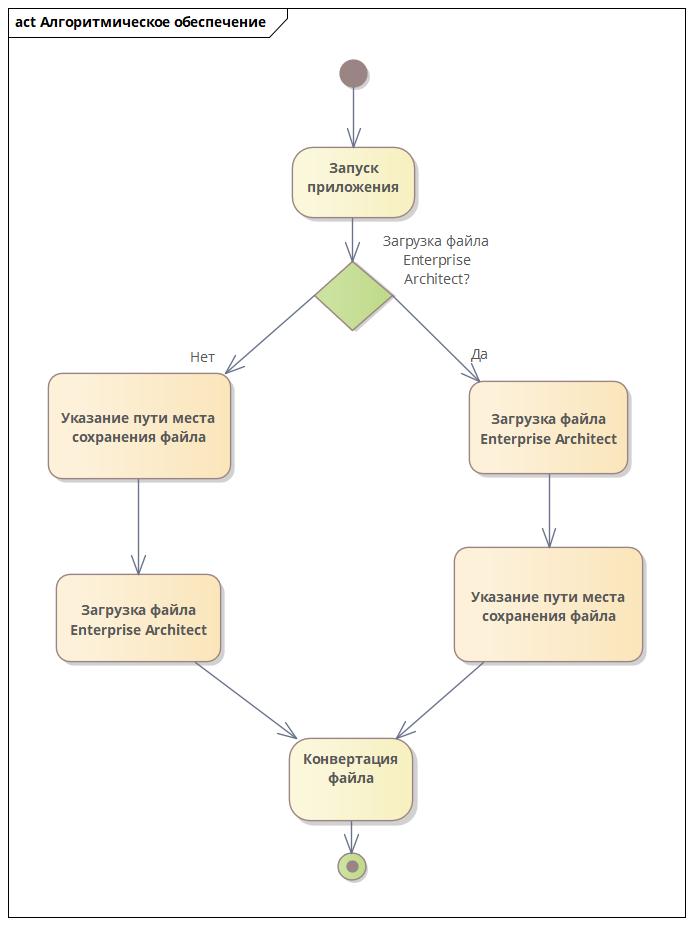 act Алгоритмическое обеспечение
Запуск
приложения
Загрузка файла
Enterprise
Architect?
Нет
Да
Указание пути места
сохранения файла
Загрузка файла
Enterprise Architect
Загрузка файла
Enterprise Architect
Указание пути места
сохранения файла
Конвертация
файла